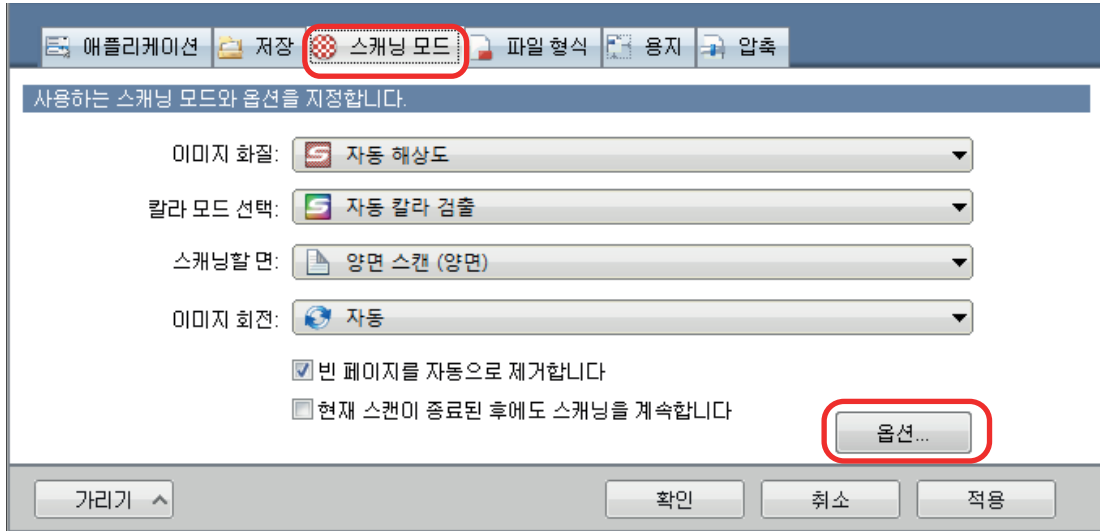 애플리케이션 저장 스캐닝 모드 파일 형식 용지 압축
사용하는 스캐닝 모드와 옵션을 지정합니다.
이미지 화질: 자동 해상도
칼라 모드 선택: 자동 칼라 검출
스캐닝할 면: 양면 스캔 (양면)
이미지 회전: 자동
빈 페이지를 자동으로 제거합니다
현재 스캔이 종료된 후에도 스캐닝을 계속합니다
옵션...
가리기 확인 취소 적용